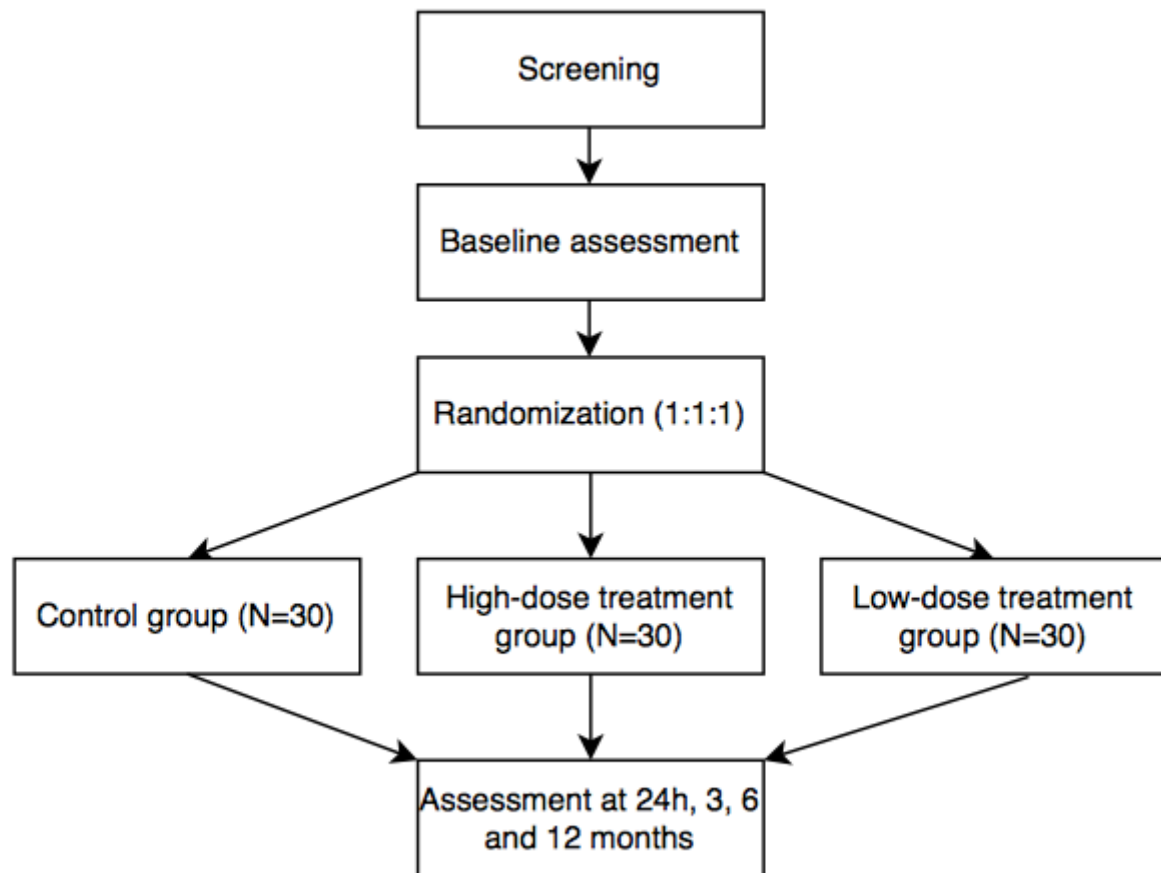 Screening
Baseline assessment
Randomization (1:1:1)
Control group (N=30)
High-dose treatment
group (N=30)
Low-dose treatment
group (N=30)
Assessment at 24h, 3, 6
and 12 months